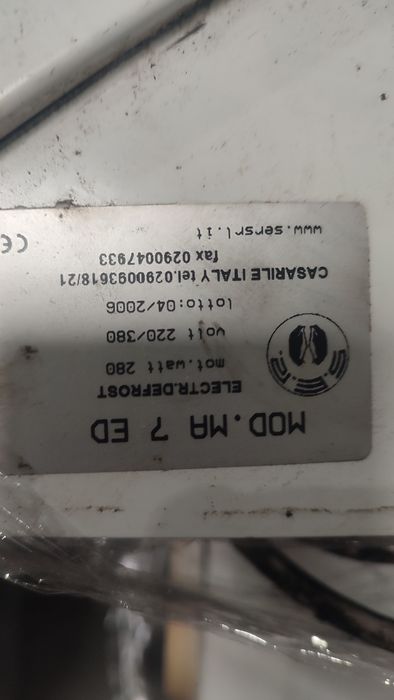 MOD.MA 7 ED
ELECTR.DEFROST
mot.watt 280
volt 220/380
lotto:04/2006
CASARILE ITALY tel.0290093618/21
fax 0290047933
www.sersrl.it
CE
S.E.R.